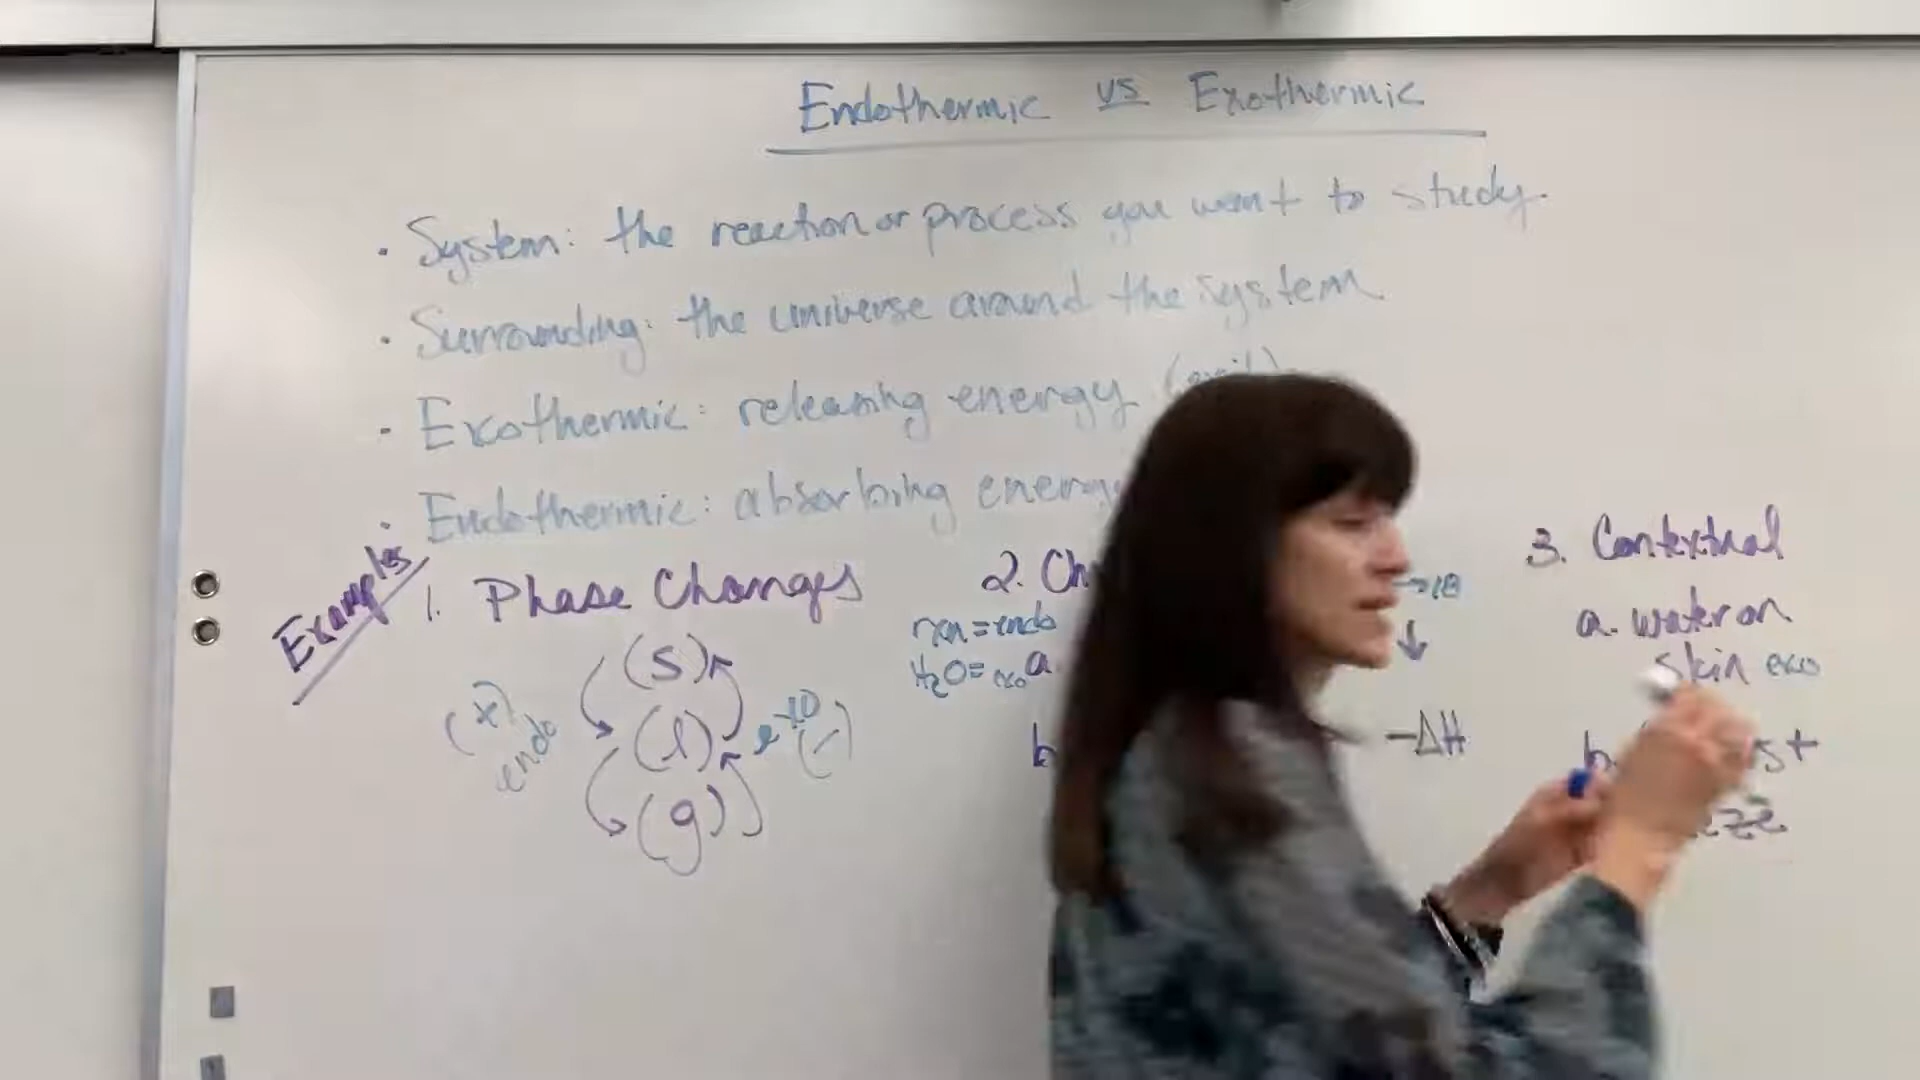 Endothermic vs Exothermic
• System: the reaction or process you want to study.
• Surrounding: the universe around the system.
• Exothermic: releasing energy
• Endothermic: absorbing energy
Examples
1. Phase Changes
(s)
(l)
(g)
endo
exo
(-)
2. Ch
rxn = endo
H2O = exo
a.
b
→18
↓
-ΔH
3. Contextual
a. water on
skin exo
b.